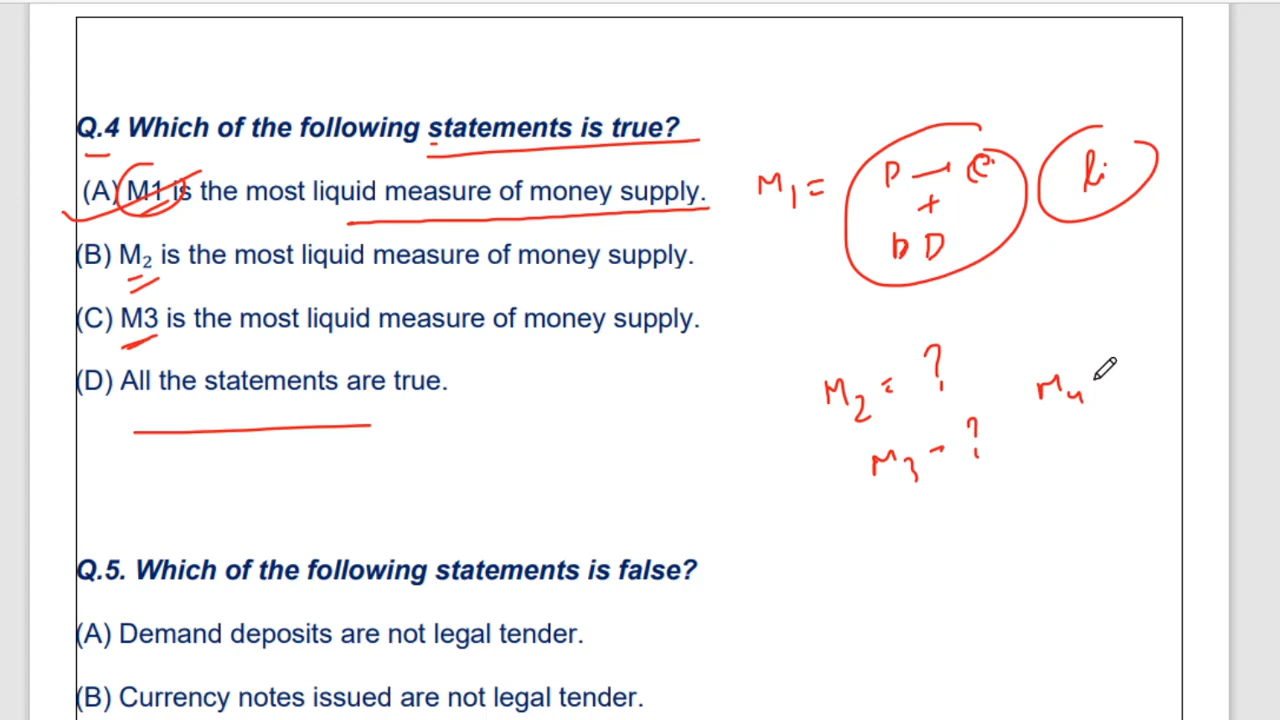 Q.4 Which of the following statements is true?
(A) M1 is the most liquid measure of money supply.
(B) M₂ is the most liquid measure of money supply.
(C) M3 is the most liquid measure of money supply.
(D) All the statements are true.
M₁ =
P → C
+
b D
li
M₂ = ?
M₃ - ?
M₄
Q.5. Which of the following statements is false?
(A) Demand deposits are not legal tender.
(B) Currency notes issued are not legal tender.